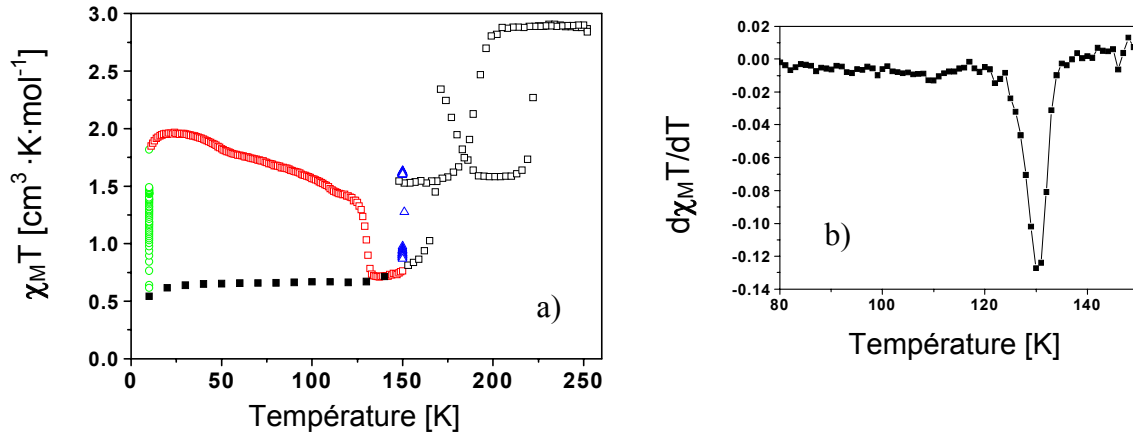 χMT [cm³·K·mol⁻¹]
3.0
2.5
2.0
1.5
1.0
0.5
0.0
0 50 100 150 200 250
Température [K]
a)
dχMT/dT
0.02
0.00
-0.02
-0.04
-0.06
-0.08
-0.10
-0.12
-0.14
80 100 120 140
Température [K]
b)